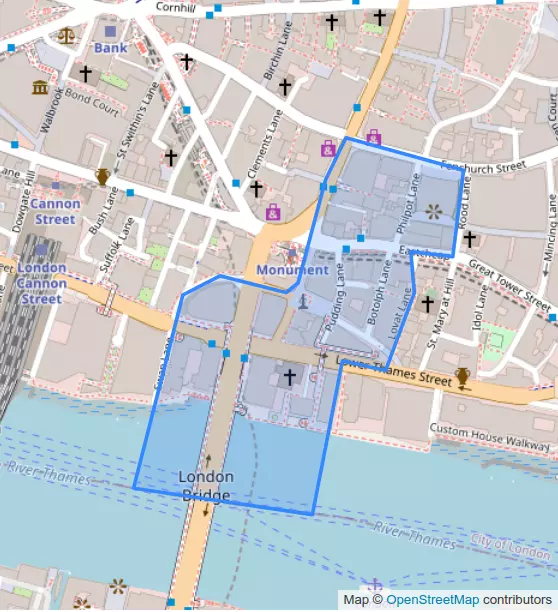 Cornhill
Bank
Birchin Lane
Walbrook
Bond Court
St Swithin's Lane
Clements Lane
Fenchurch Street
Lane
Dowgate Hill
Cannon
Street
Bush Lane
Suffolk Lane
Philpot Lane
Rood Lane
Mincing Lane
London
Cannon
Street
Monument
Eastcheap
Great Tower Street
Pudding Lane
Botolph Lane
Lovat Lane
St. Mary at Hill
Idol Lane
Swan Lane
Lower Thames Street
Custom House Walkway
River Thames
London
Bridge
River Thames
City of London
Map © OpenStreetMap contributors